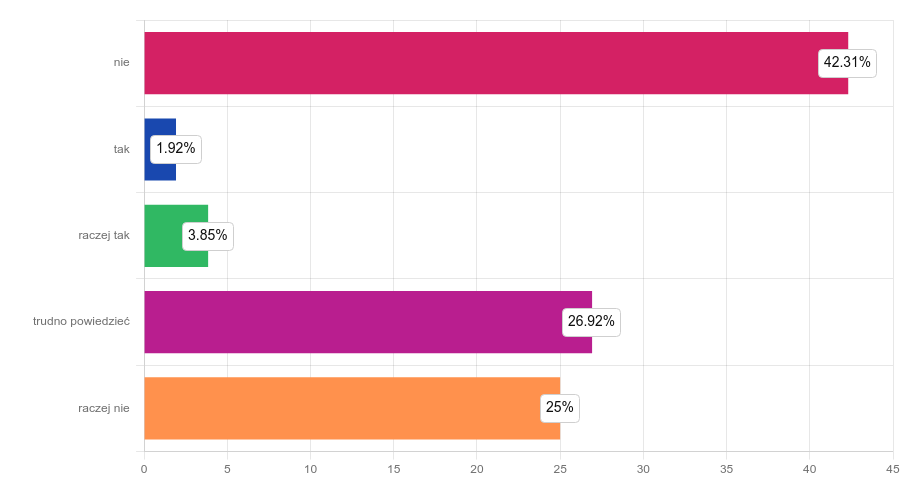 nie
42.31%
tak
1.92%
raczej tak
3.85%
trudno powiedzieć
26.92%
raczej nie
25%
0 5 10 15 20 25 30 35 40 45